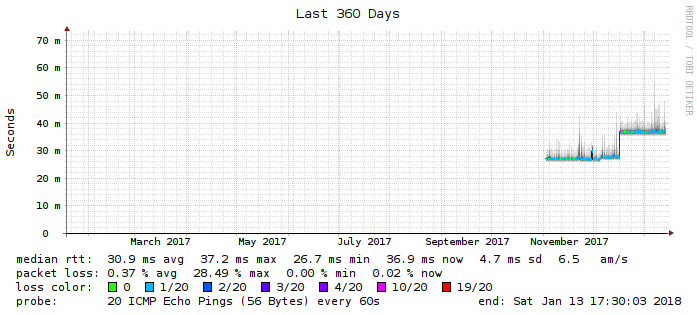 Last 360 Days
RRDTOOL / TOBI OETIKER
Seconds
70 m
60 m
50 m
40 m
30 m
20 m
10 m
0
March 2017 May 2017 July 2017 September 2017 November 2017
median rtt: 30.9 ms avg 37.2 ms max 26.7 ms min 36.9 ms now 4.7 ms sd 6.5 am/s
packet loss: 0.37 % avg 28.49 % max 0.00 % min 0.02 % now
loss color: 0 1/20 2/20 3/20 4/20 10/20 19/20
probe: 20 ICMP Echo Pings (56 Bytes) every 60s end: Sat Jan 13 17:30:03 2018